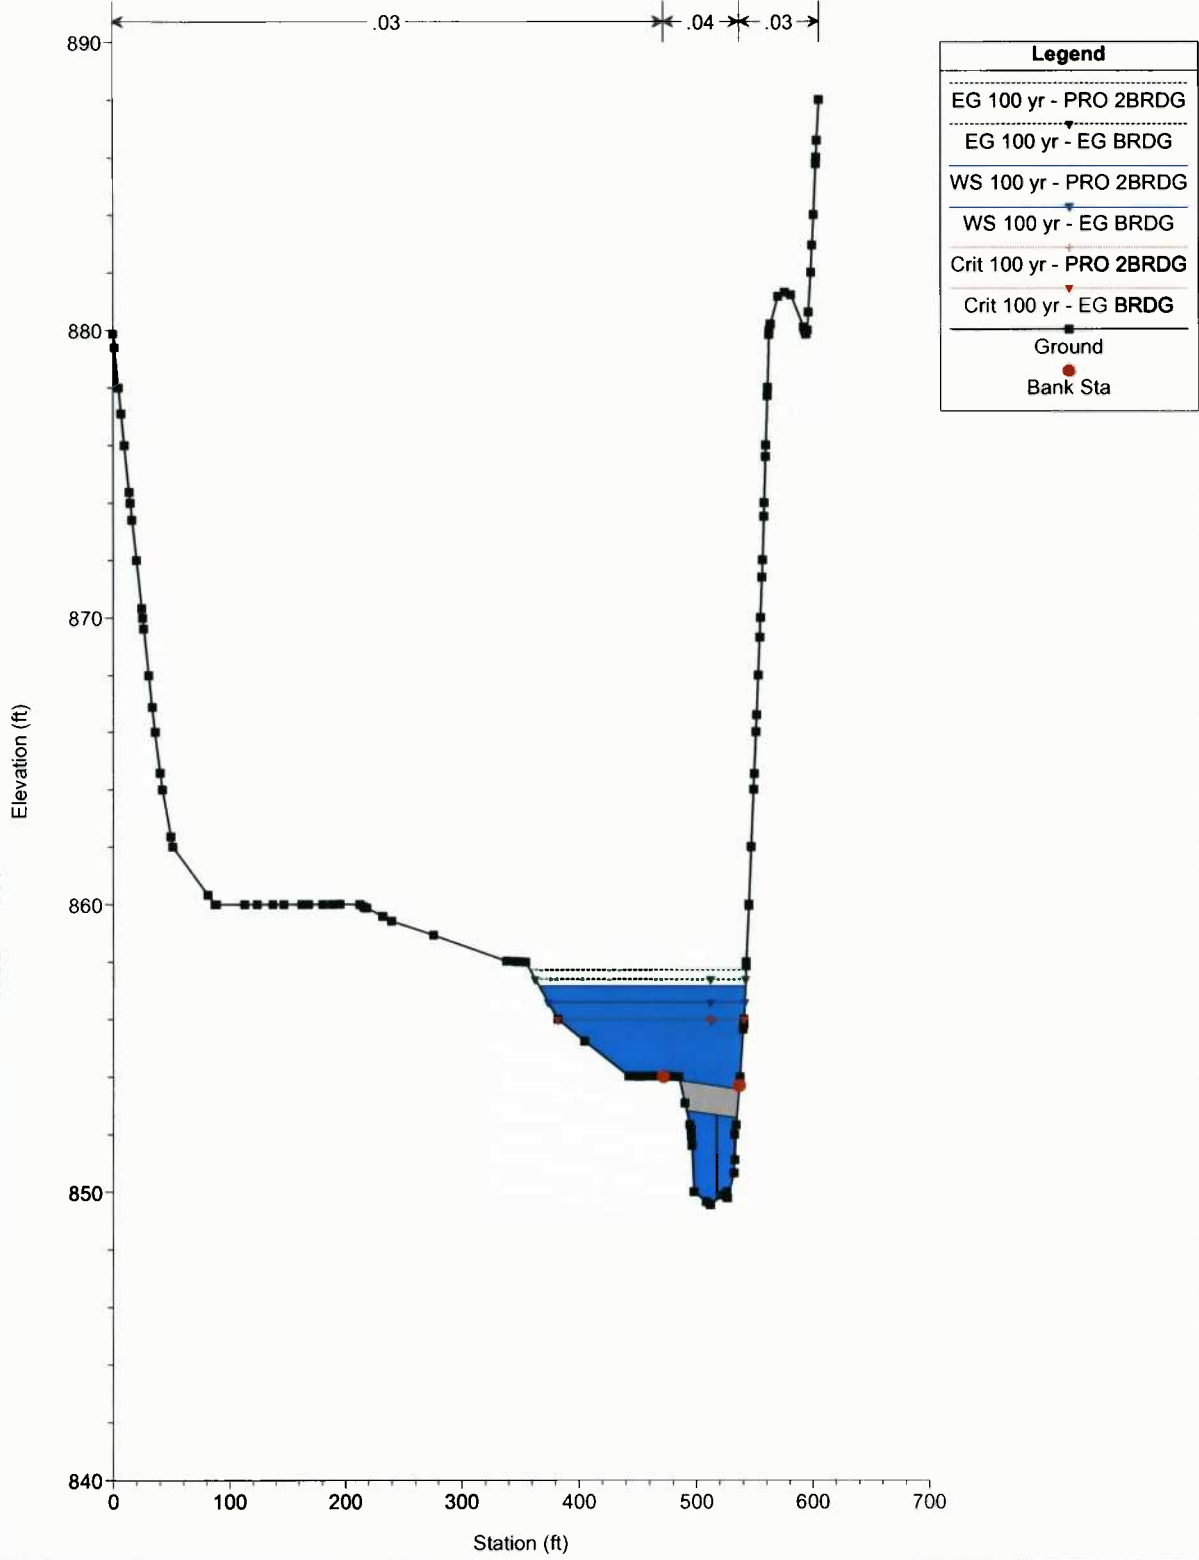 .03
.04
.03
890
880
870
860
850
840
Elevation (ft)
0
100
200
300
400
500
600
700
Station (ft)
Legend
EG 100 yr - PRO 2BRDG
EG 100 yr - EG BRDG
WS 100 yr - PRO 2BRDG
WS 100 yr - EG BRDG
Crit 100 yr - PRO 2BRDG
Crit 100 yr - EG BRDG
Ground
Bank Sta